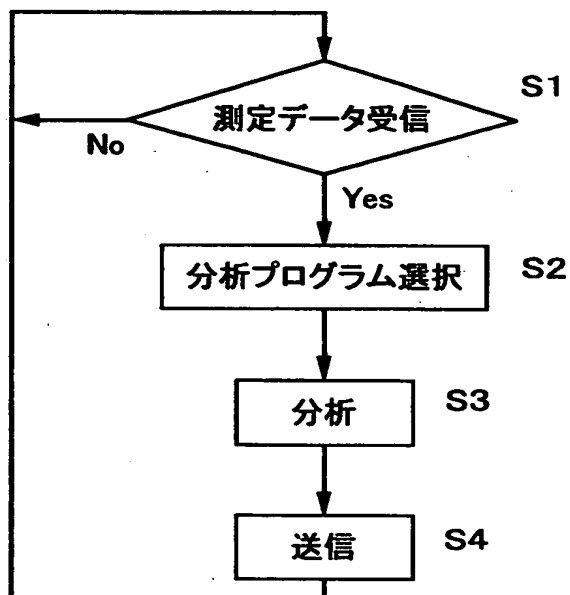 測定データ受信
S1
No
Yes
分析プログラム選択
S2
分析
S3
送信
S4